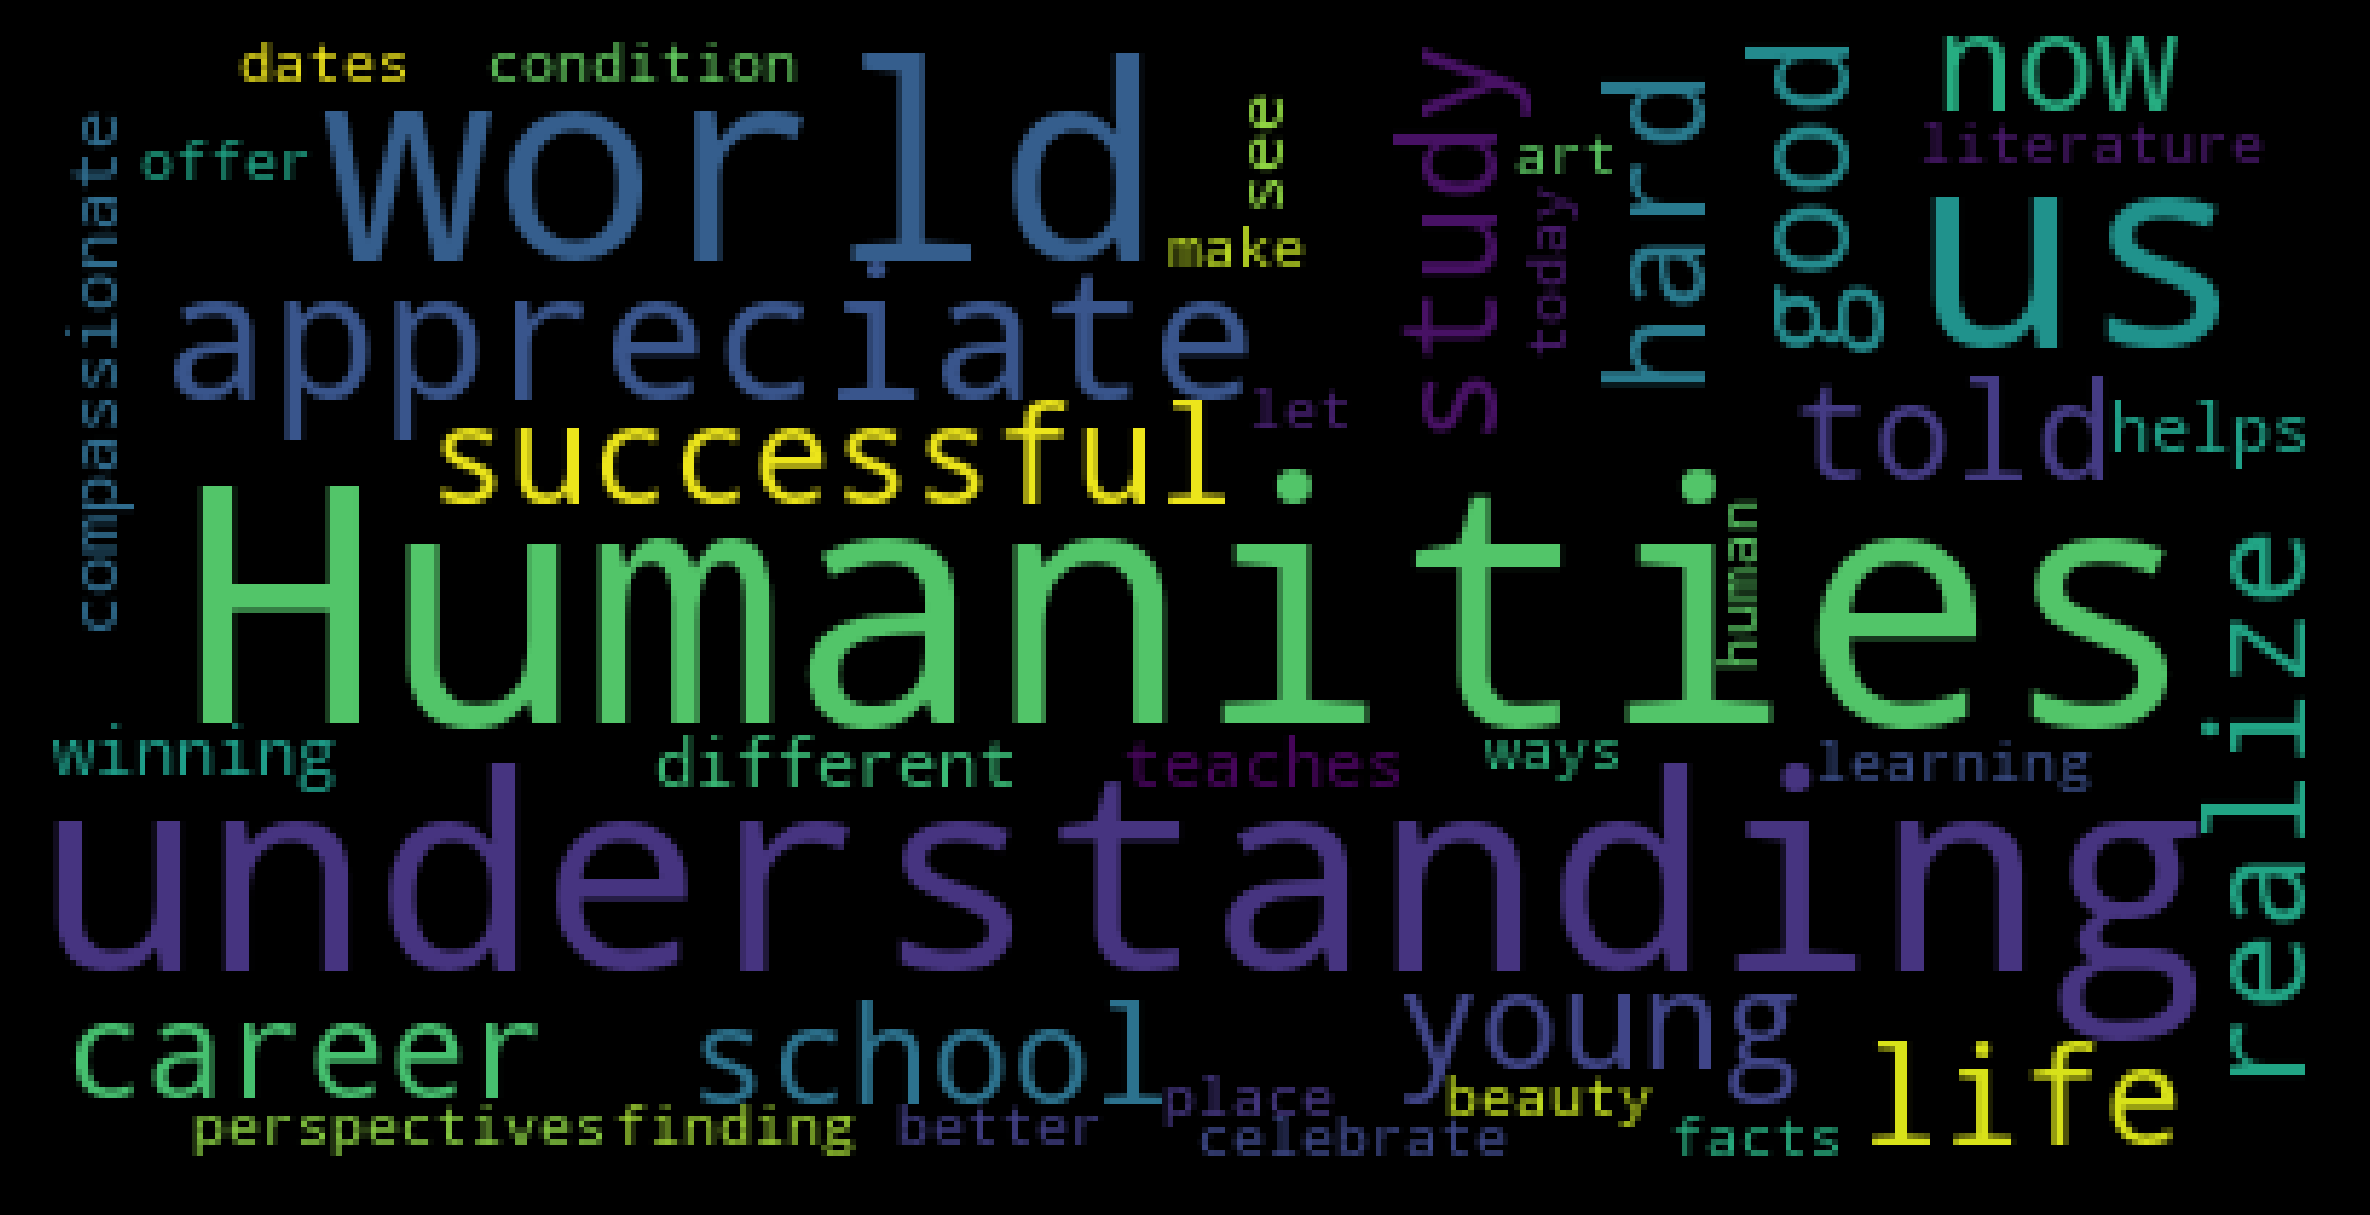 dates condition
now
world
see
study
hard
good
compassionate
offer
art
literature
today
us
make
appreciate
let
told
helps
successful
Humanities
human
realize
winning
different
teaches
ways
learning
understanding
career
school
young
life
place
beauty
perspectives
finding
better
celebrate
facts